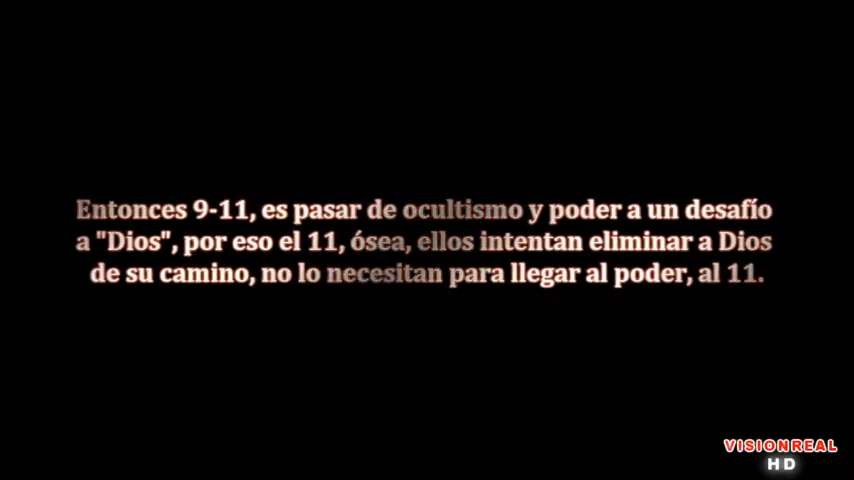 Entonces 9-11, es pasar de ocultismo y poder a un desafío
a "Dios", por eso el 11, ósea, ellos intentan eliminar a Dios
de su camino, no lo necesitan para llegar al poder, al 11.
VISIONREAL
HD